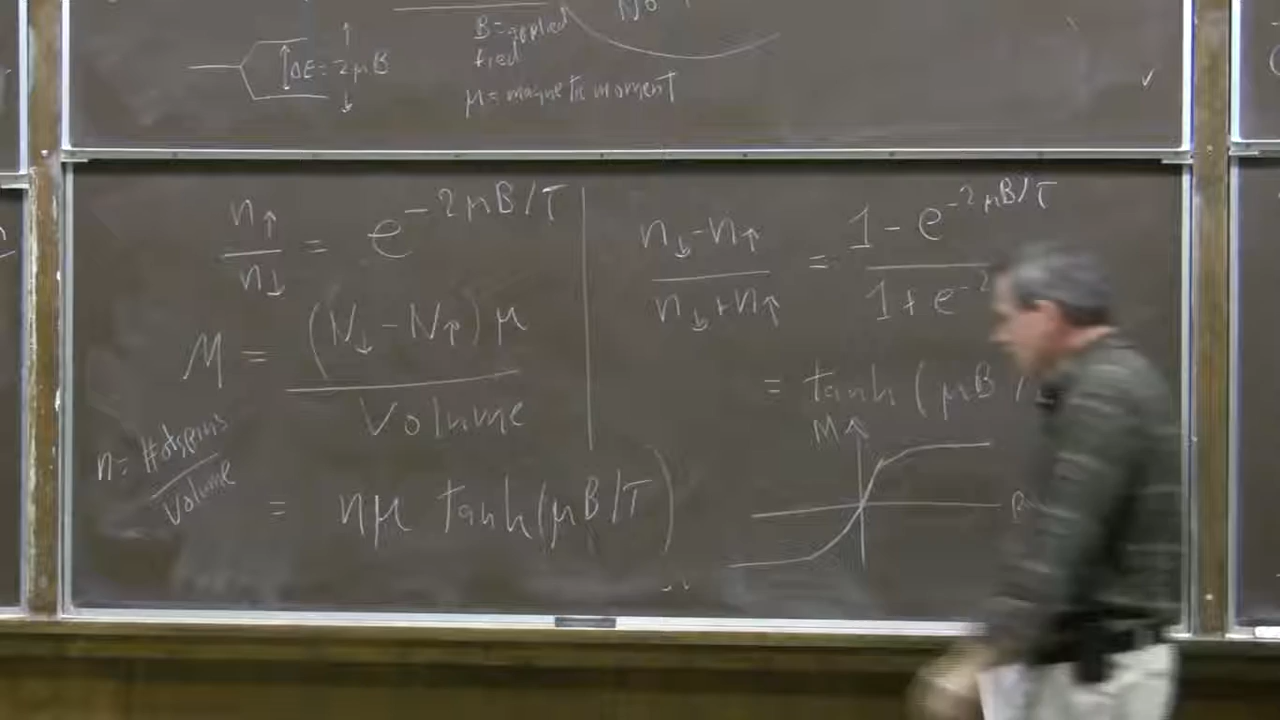 ΔE = 2μB
B = applied
field
μ = magnetic moment
n↑/n↓ = e^{-2μB/T}
M = (N↓ - N↑)μ / Volume
n = # of spins / Volume
= nμ tanh(μB/T)
(n↓ - n↑)/(n↓ + n↑) = (1 - e^{-2μB/T})/(1 + e^{-2
= tanh (μB/
M
B